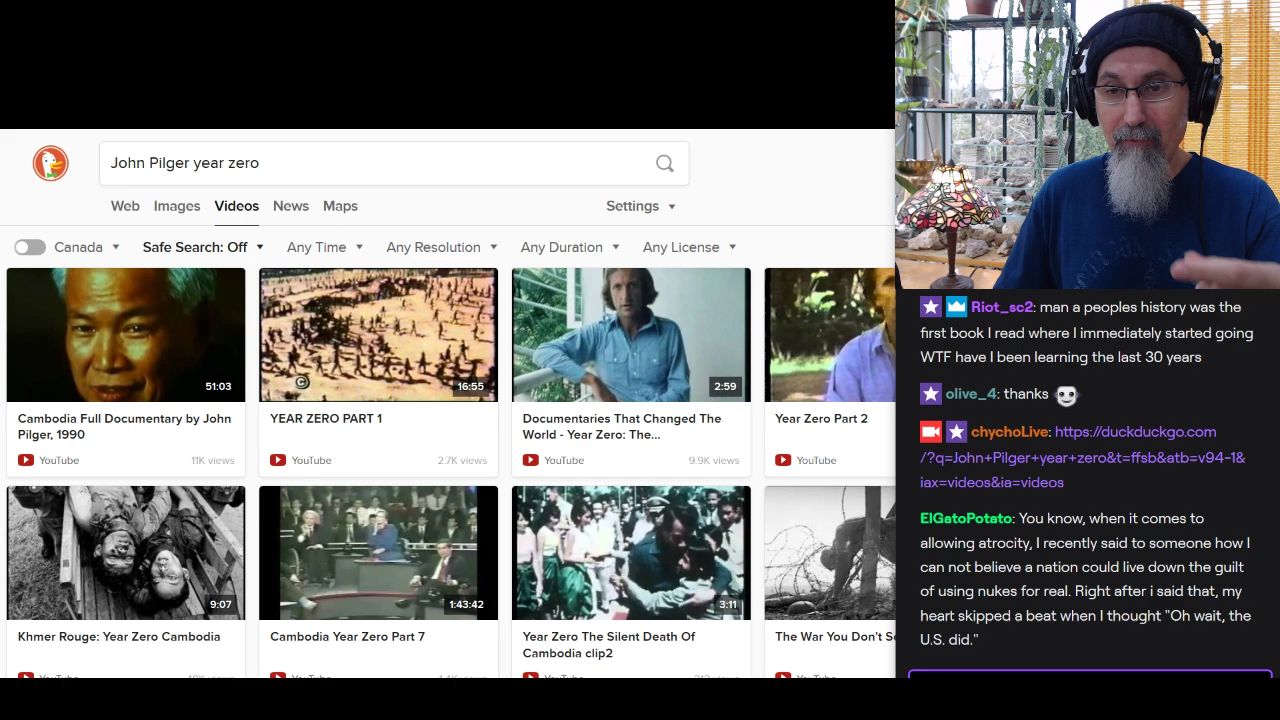 John Pilger year zero
Web Images Videos News Maps Settings
Canada Safe Search: Off Any Time Any Resolution Any Duration Any License
51:03
16:55
2:59
Cambodia Full Documentary by John
Pilger, 1990
YouTube 11K views
YEAR ZERO PART 1
YouTube 2.7K views
Documentaries That Changed The
World - Year Zero: The...
YouTube 9.9K views
Year Zero Part 2
YouTube
9:07
1:43:42
3:11
Khmer Rouge: Year Zero Cambodia
Cambodia Year Zero Part 7
Year Zero The Silent Death Of
Cambodia clip2
The War You Don't S
Riot_sc2: man a peoples history was the
first book I read where I immediately started going
WTF have I been learning the last 30 years
olive_4: thanks
chychoLive: https://duckduckgo.com
/?q=John+Pilger+year+zero&t=ffsb&atb=v94-1&
iax=videos&ia=videos
ElGatoPotato: You know, when it comes to
allowing atrocity, I recently said to someone how I
can not believe a nation could live down the guilt
of using nukes for real. Right after i said that, my
heart skipped a beat when I thought "Oh wait, the
U.S. did."